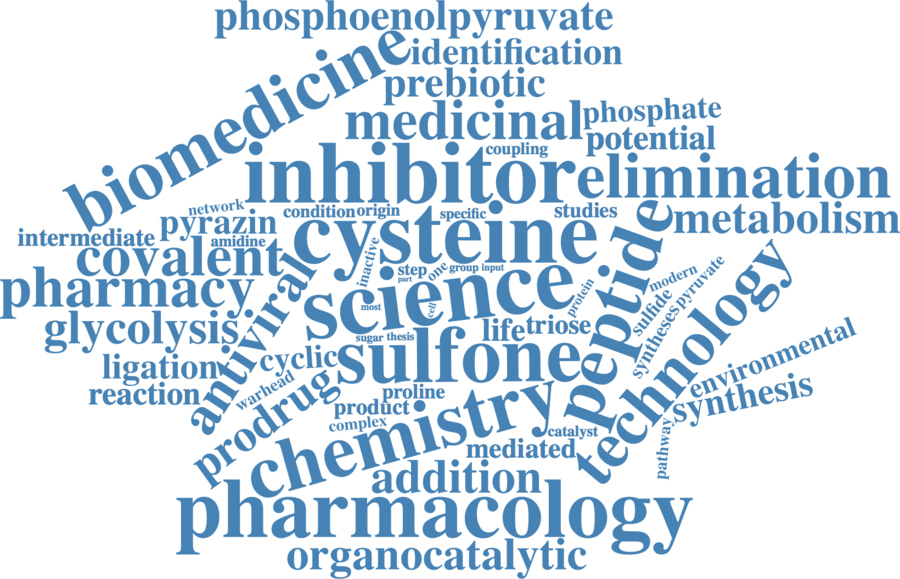 phosphoenolpyruvate
biomedicine
identification
prebiotic
medicinal
phosphate
potential
coupling
inhibitor
elimination
network
condition
origin
specific
studies
metabolism
pyrazin
intermediate
amidine
cysteine
covalent
inactive
step
one
group
input
part
peptide
modern
pyruvate
sulfide
syntheses
technology
pharmacy
antiviral
science
most
cell
protein
glycolysis
sugar
thesis
life
triose
environmental
ligation
cyclic
sulfone
reaction
warhead
prodrug
proline
product
complex
chemistry
catalyst
synthesis
mediated
pathway
addition
pharmacology
organocatalytic